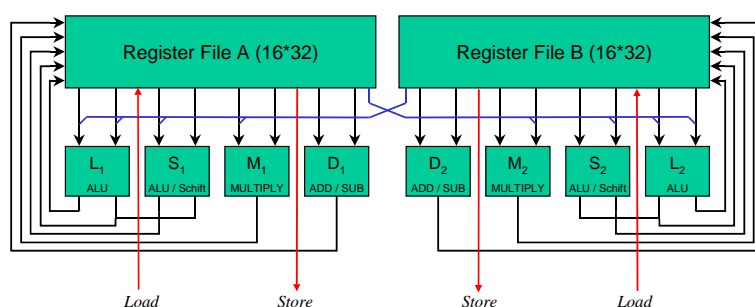 Register File A (16*32)
Register File B (16*32)
L1
S1
M1
D1
D2
M2
S2
L2
ALU
ALU / Schift
MULTIPLY
ADD / SUB
ADD / SUB
MULTIPLY
ALU / Schift
ALU
Load
Store
Store
Load